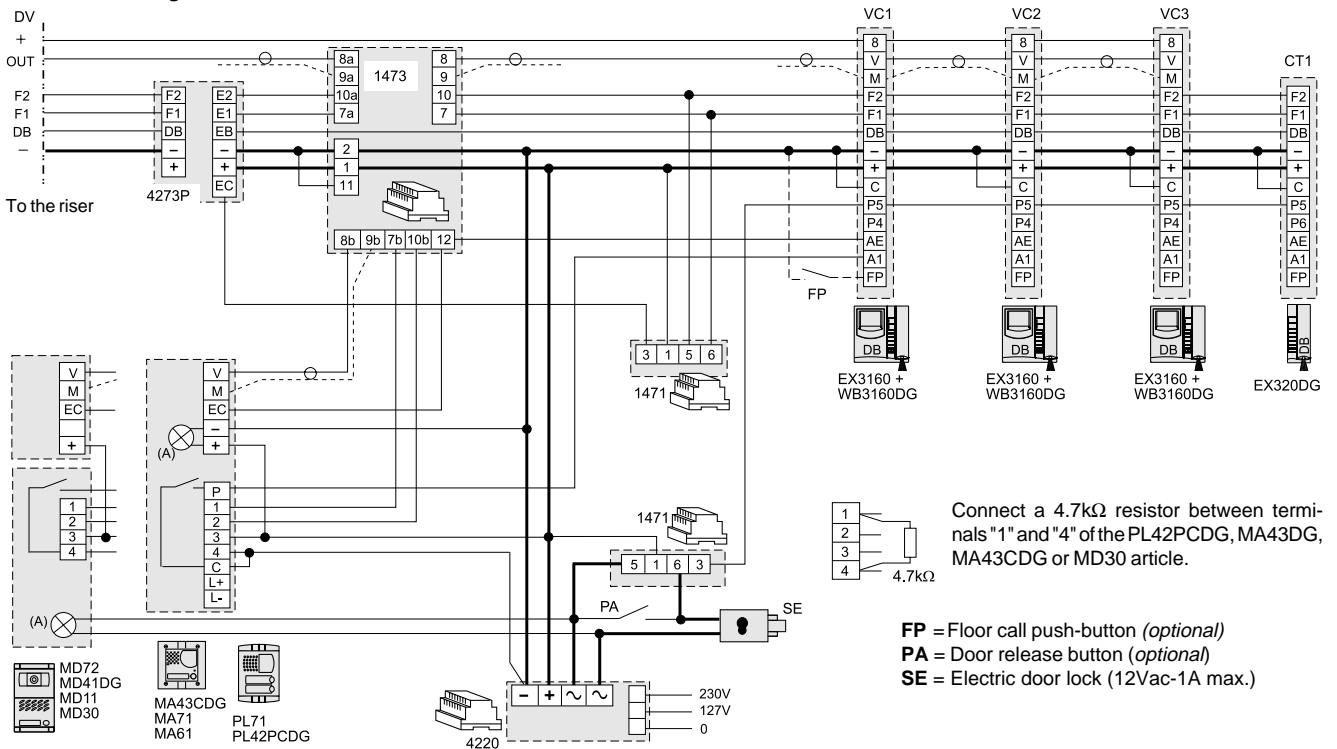 DV
+
OUT
F2
F1
DB
–
To the riser
F2
F1
DB
–
+
E2
E1
EB
–
+
EC
4273P
8a
9a
10a
7a
1473
8
9
10
7
2
1
11
8b 9b 7b 10b 12
VC1
8
V
M
F2
F1
DB
–
+
C
P5
P4
AE
A1
FP
FP
DB
EX3160 +
WB3160DG
VC2
8
V
M
F2
F1
DB
–
+
C
P5
P4
AE
A1
FP
DB
EX3160 +
WB3160DG
VC3
8
V
M
F2
F1
DB
–
+
C
P5
P4
AE
A1
FP
DB
EX3160 +
WB3160DG
CT1
F2
F1
DB
–
+
C
P5
P6
AE
A1
FP
DB
EX320DG
3 1 5 6
1471
V
M
EC
+
1
2
3
4
(A)
MD72
MD41DG
MD11
MD30
V
M
EC
–
+
(A)
P
1
2
3
4
C
L+
L-
MA43CDG
MA71
MA61
PL71
PL42PCDG
1471
5 1 6 3
PA
SE
– + ~ ~
4220
230V
127V
0
1
2
3
4
4.7kΩ
Connect a 4.7kΩ resistor between termi-
nals "1" and "4" of the PL42PCDG, MA43DG,
MA43CDG or MD30 article.
FP = Floor call push-button (optional)
PA = Door release button (optional)
SE = Electric door lock (12Vac-1A max.)